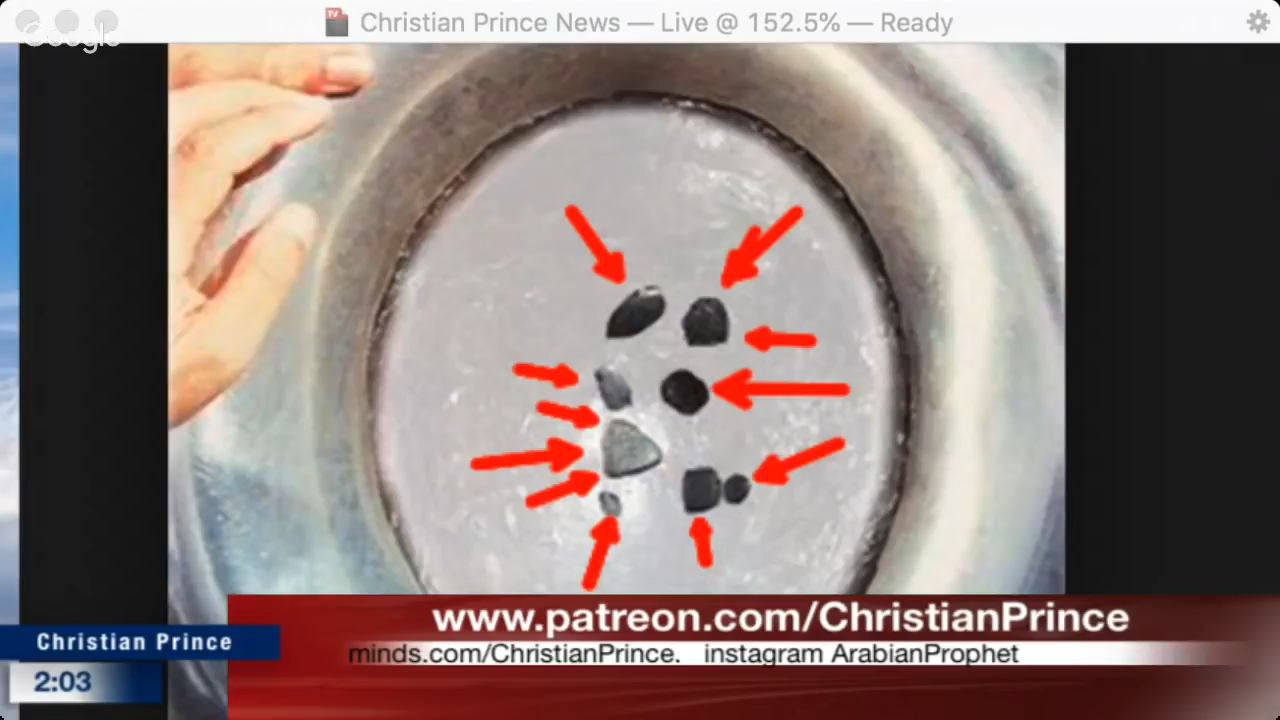 Christian Prince News — Live @ 152.5% — Ready
Google
TV
www.patreon.com/ChristianPrince
Christian Prince
minds.com/ChristianPrince. instagram ArabianProphet
2:03